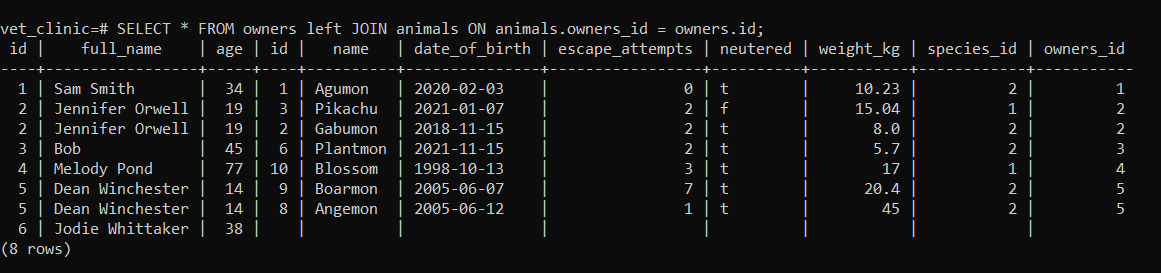 vet_clinic=# SELECT * FROM owners left JOIN animals ON animals.owners_id = owners.id;
 id |    full_name    | age | id |   name   | date_of_birth | escape_attempts | neutered | weight_kg | species_id | owners_id
----+-----------------+-----+----+----------+---------------+-----------------+----------+-----------+------------+-----------
  1 | Sam Smith       |  34 |  1 | Agumon   | 2020-02-03    |               0 | t        |     10.23 |          2 |         1
  2 | Jennifer Orwell |  19 |  3 | Pikachu  | 2021-01-07    |               2 | f        |     15.04 |          1 |         2
  2 | Jennifer Orwell |  19 |  2 | Gabumon  | 2018-11-15    |               2 | t        |       8.0 |          2 |         2
  3 | Bob             |  45 |  6 | Plantmon | 2021-11-15    |               2 | t        |       5.7 |          2 |         3
  4 | Melody Pond     |  77 | 10 | Blossom  | 1998-10-13    |               3 | t        |        17 |          1 |         4
  5 | Dean Winchester |  14 |  9 | Boarmon  | 2005-06-07    |               7 | t        |      20.4 |          2 |         5
  5 | Dean Winchester |  14 |  8 | Angemon  | 2005-06-12    |               1 | t        |        45 |          2 |         5
  6 | Jodie Whittaker |  38 |    |          |               |                 |          |           |            |
(8 rows)